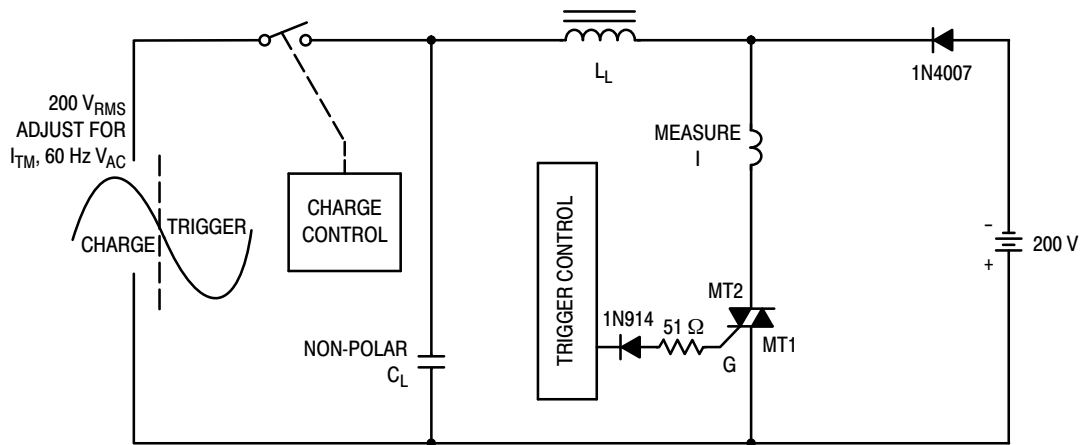 L_L
1N4007
200 V_RMS
ADJUST FOR
I_TM, 60 Hz V_AC
MEASURE
I
CHARGE
TRIGGER
CHARGE
CONTROL
TRIGGER CONTROL
-
+
200 V
MT2
1N914
51 Ω
MT1
G
NON-POLAR
C_L